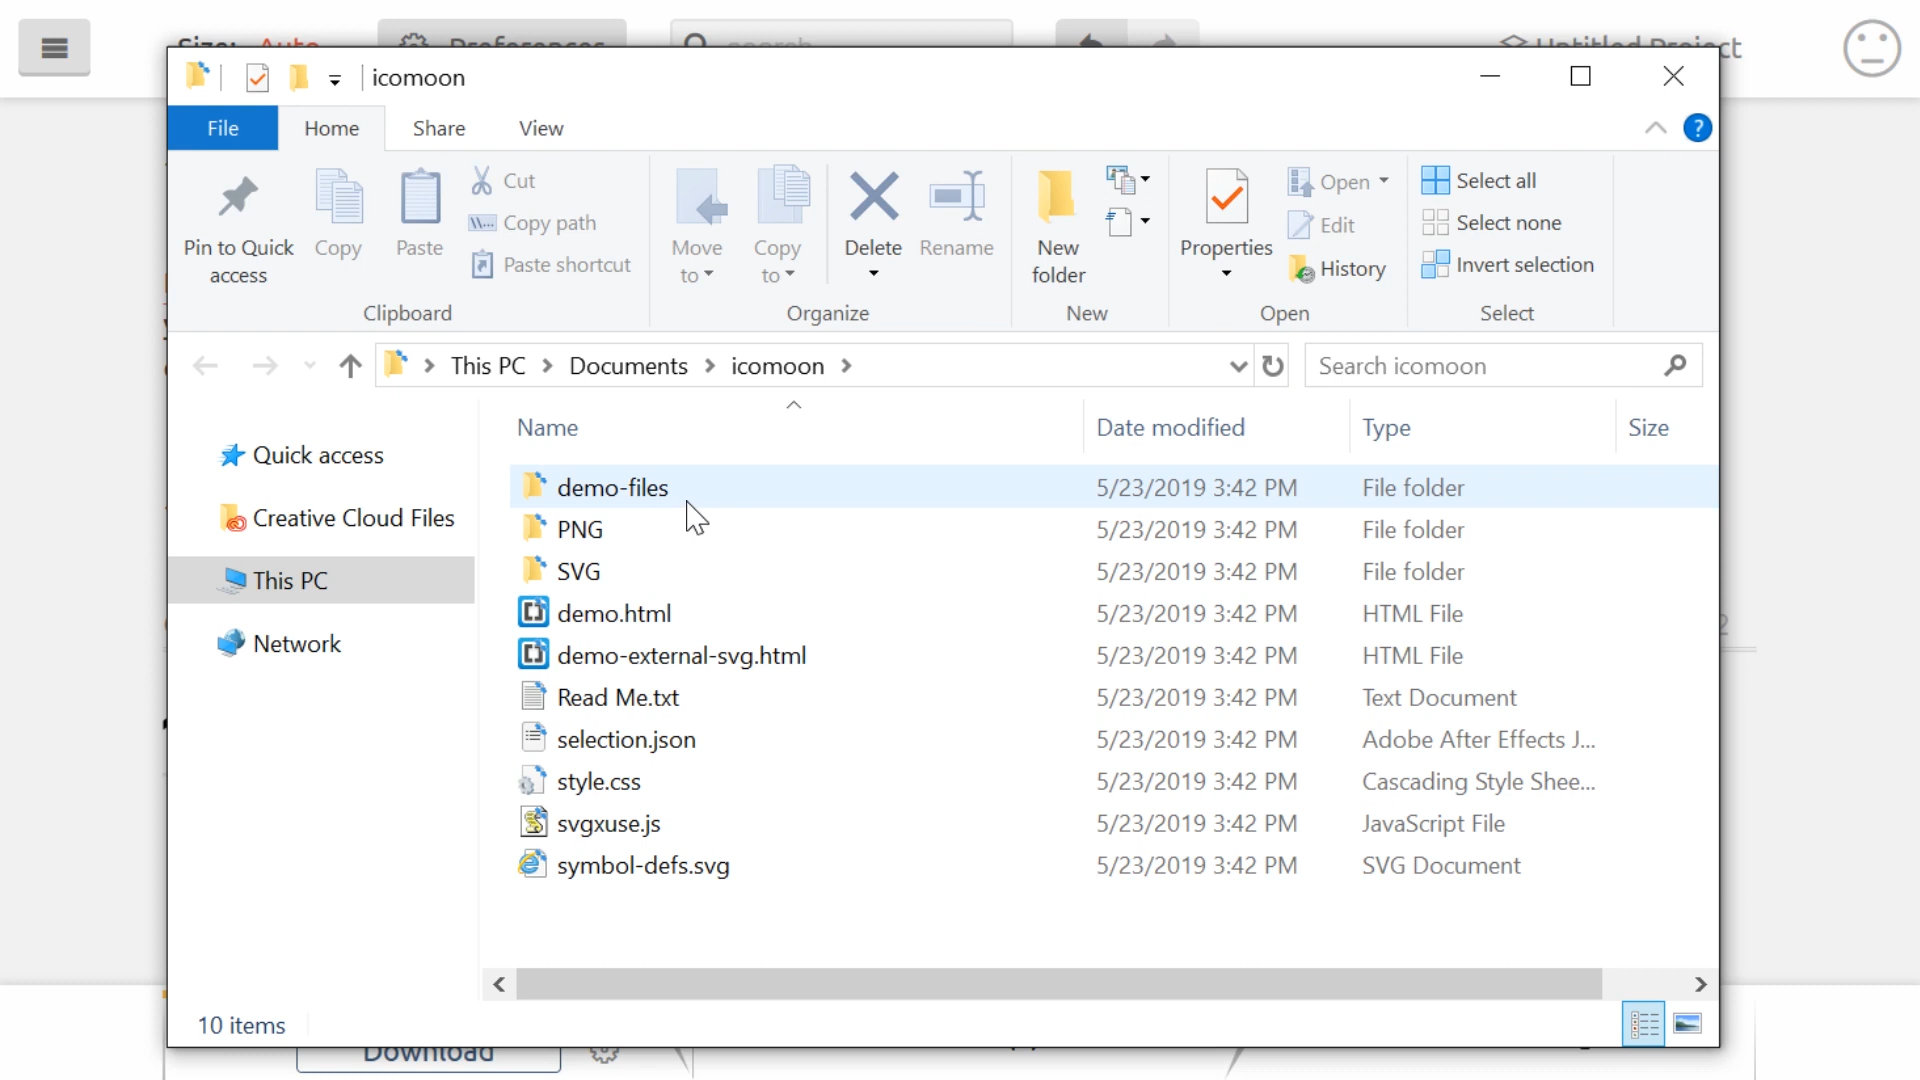 Size: Auto Preferences search Untitled Project
icomoon
File Home Share View ?
Pin to Quick access
Copy
Paste
Cut
Copy path
Paste shortcut
Clipboard
Move to
Copy to
Delete
Rename
Organize
New folder
New
Properties
Open
Edit
History
Open
Select all
Select none
Invert selection
Select
This PC > Documents > icomoon >
Search icomoon
Name Date modified Type Size
Quick access
Creative Cloud Files
This PC
Network
demo-files 5/23/2019 3:42 PM File folder
PNG 5/23/2019 3:42 PM File folder
SVG 5/23/2019 3:42 PM File folder
demo.html 5/23/2019 3:42 PM HTML File
demo-external-svg.html 5/23/2019 3:42 PM HTML File
Read Me.txt 5/23/2019 3:42 PM Text Document
selection.json 5/23/2019 3:42 PM Adobe After Effects J...
style.css 5/23/2019 3:42 PM Cascading Style Shee...
svgxuse.js 5/23/2019 3:42 PM JavaScript File
symbol-defs.svg 5/23/2019 3:42 PM SVG Document
10 items
Download